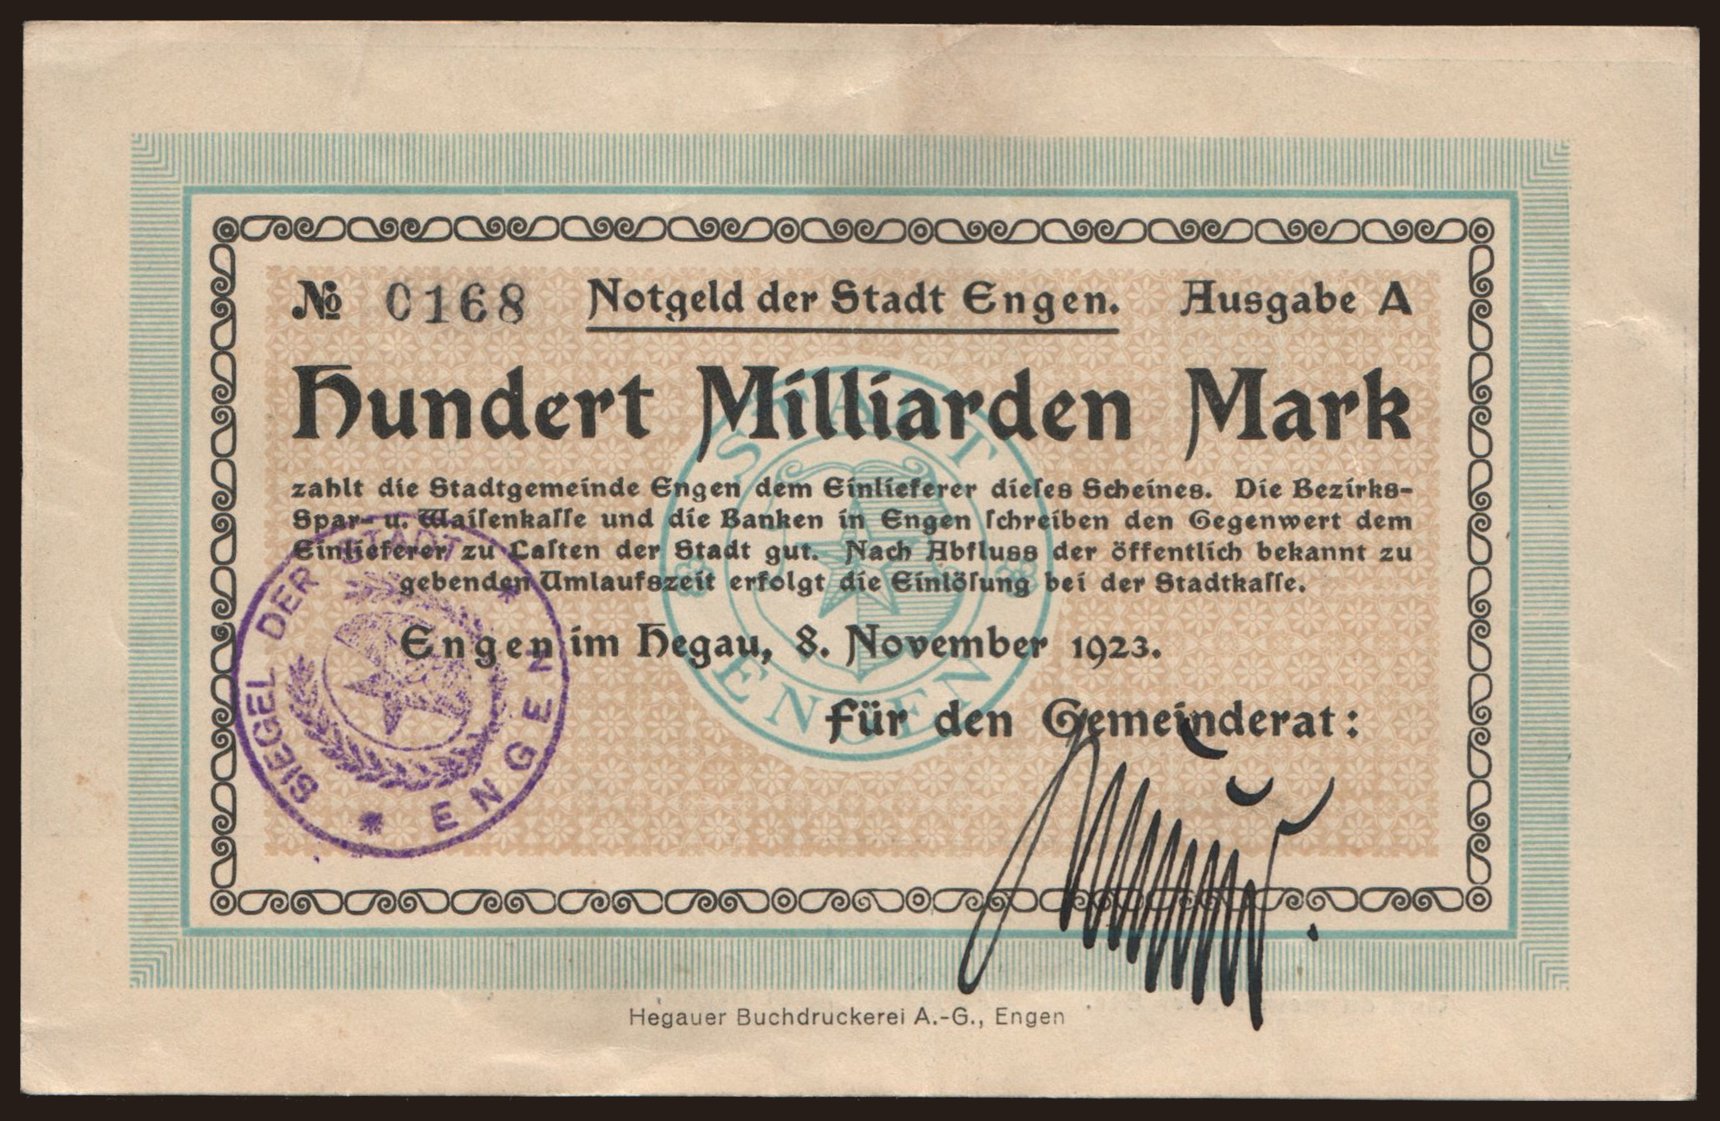 № 0168 Notgeld der Stadt Engen. Ausgabe A
Hundert Milliarden Mark
zahlt die Stadtgemeinde Engen dem Einlieferer dieſes Scheines. Die Bezirks-
Spar- u. Waiſenkaſſe und die Banken in Engen ſchreiben den Gegenwert dem
Einlieferer zu Laſten der Stadt gut. Nach Abfluss der öffentlich bekannt zu
gebenden Umlaufszeit erfolgt die Einlöſung bei der Stadtkaſſe.
Engen im Hegau, 8. November 1923.
Für den Gemeinderat:
STADT
ENGEN
SIEGEL DER STADT
* ENGEN *
Hegauer Buchdruckerei A.-G., Engen